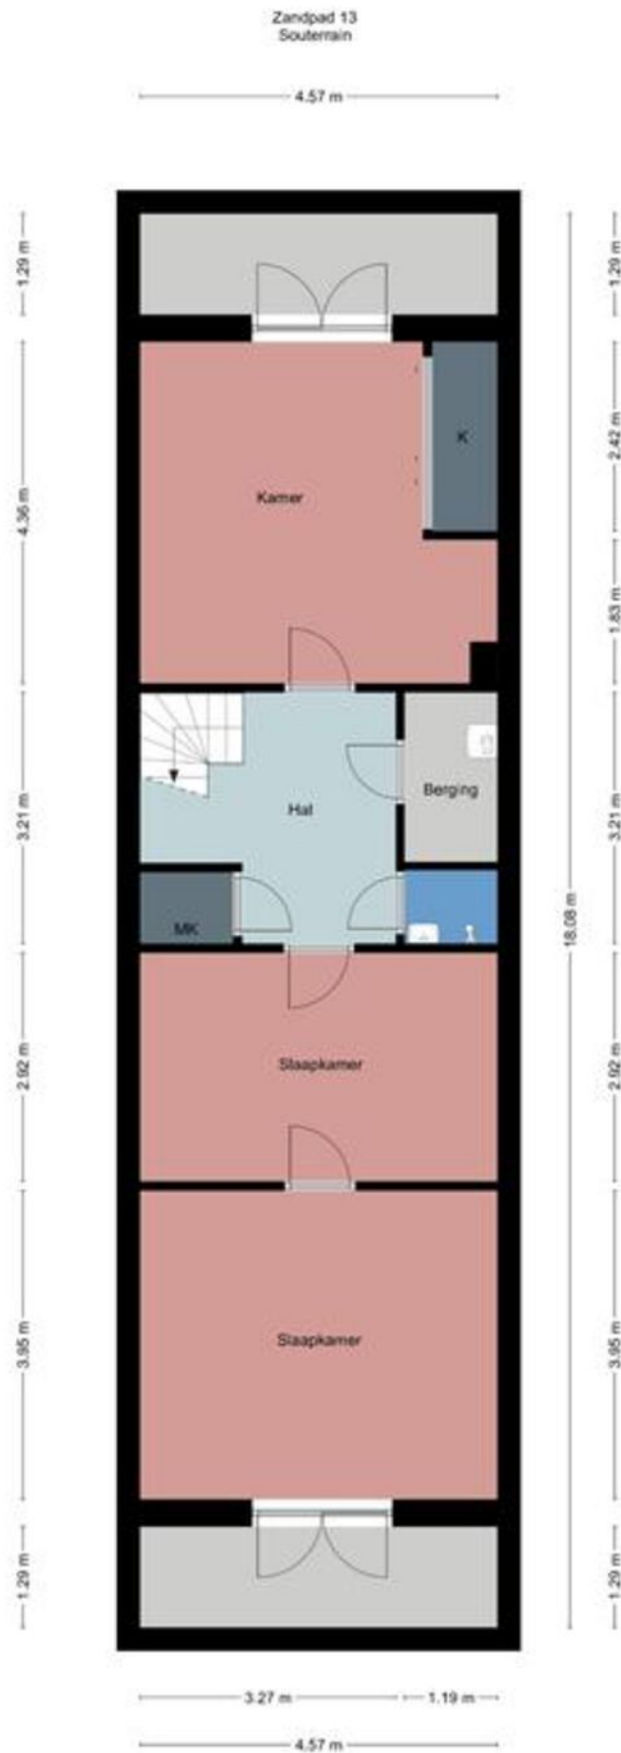 Zandpad 13
Souterrain
4.57 m
1.29 m
1.29 m
4.36 m
2.42 m
K
Kamer
1.83 m
3.21 m
3.21 m
Berging
Hal
18.08 m
MK
2.92 m
2.92 m
Slaapkamer
3.95 m
3.95 m
Slaapkamer
1.29 m
1.29 m
3.27 m
1.19 m
4.57 m